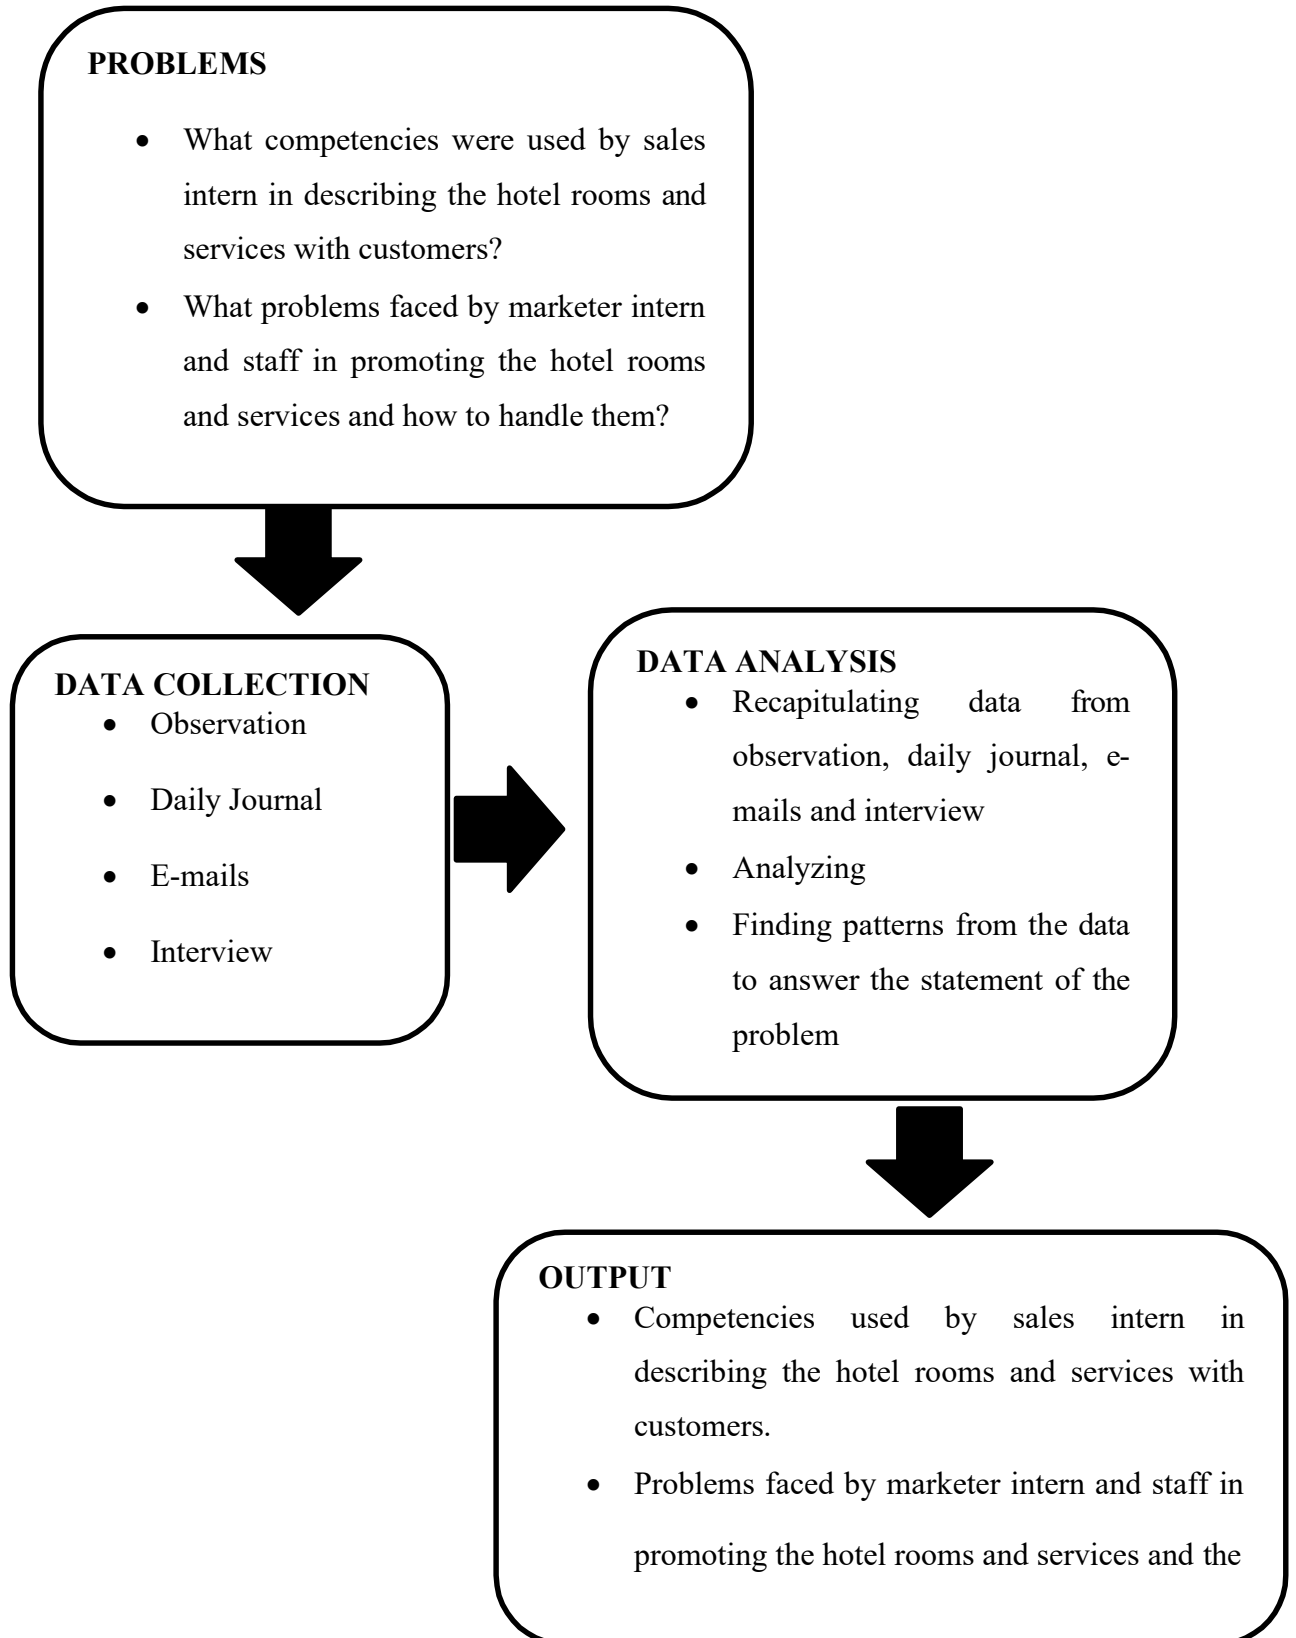 PROBLEMS
• What competencies were used by sales
intern in describing the hotel rooms and
services with customers?
• What problems faced by marketer intern
and staff in promoting the hotel rooms
and services and how to handle them?
DATA COLLECTION
• Observation
• Daily Journal
• E-mails
• Interview
DATA ANALYSIS
• Recapitulating data from
observation, daily journal, e-
mails and interview
• Analyzing
• Finding patterns from the data
to answer the statement of the
problem
OUTPUT
• Competencies used by sales intern in
describing the hotel rooms and services with
customers.
• Problems faced by marketer intern and staff in
promoting the hotel rooms and services and the